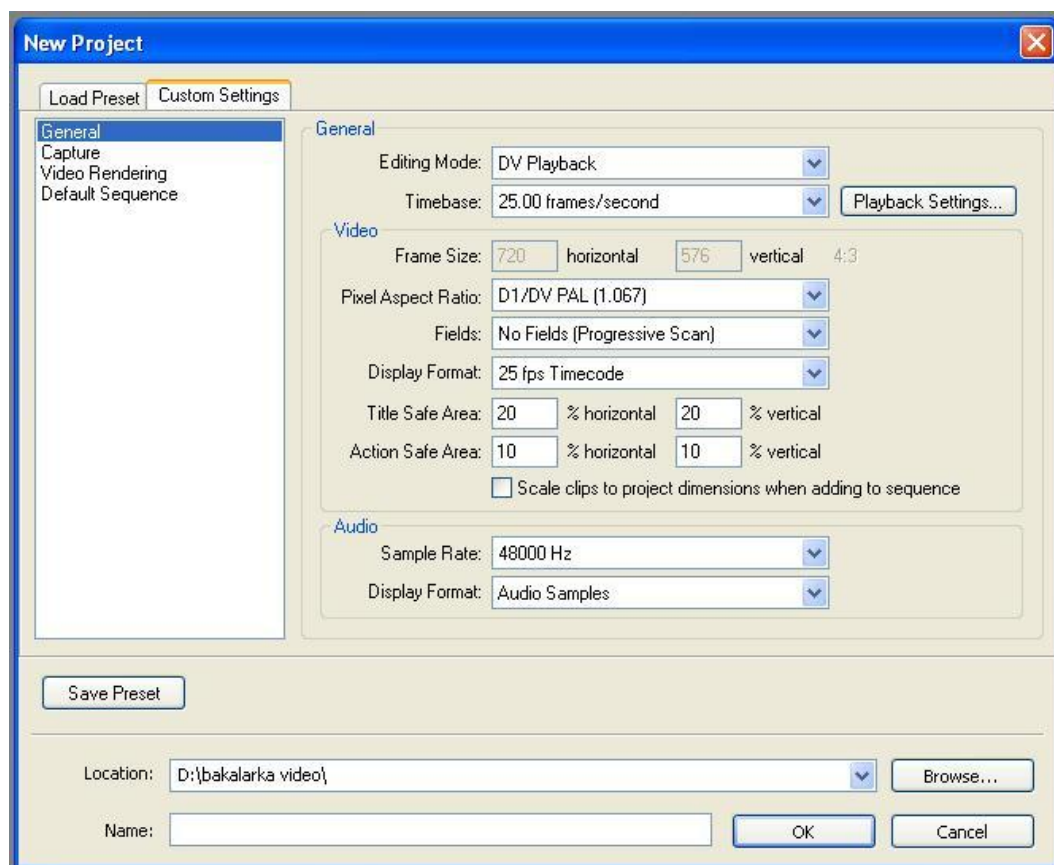 New Project
Load Preset Custom Settings
General
Capture
Video Rendering
Default Sequence
General
Editing Mode: DV Playback
Timebase: 25.00 frames/second Playback Settings...
Video
Frame Size: 720 horizontal 576 vertical 4:3
Pixel Aspect Ratio: D1/DV PAL (1.067)
Fields: No Fields (Progressive Scan)
Display Format: 25 fps Timecode
Title Safe Area: 20 % horizontal 20 % vertical
Action Safe Area: 10 % horizontal 10 % vertical
Scale clips to project dimensions when adding to sequence
Audio
Sample Rate: 48000 Hz
Display Format: Audio Samples
Save Preset
Location: D:\bakalarka video\ Browse...
Name: OK Cancel